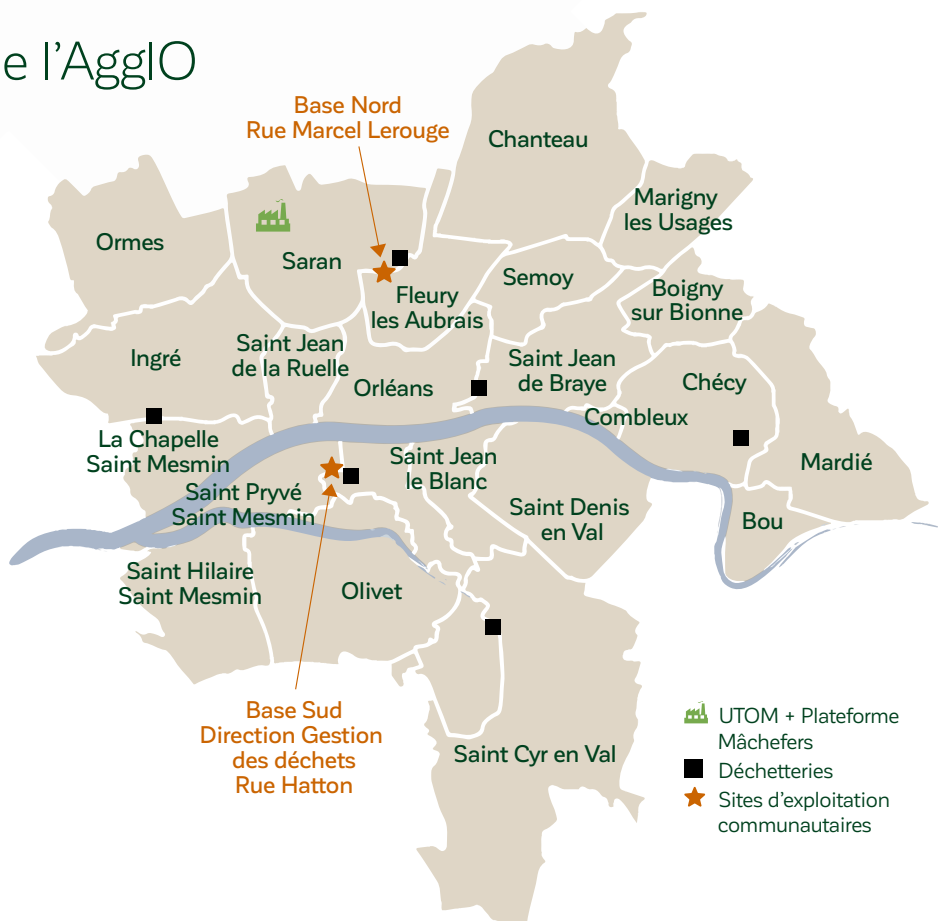 e l'AgglO
Base Nord
Rue Marcel Lerouge
Chanteau
Marigny
les Usages
Ormes
Saran
Semoy
Fleury
les Aubrais
Boigny
sur Bionne
Ingré
Saint Jean
de la Ruelle
Orléans
Saint Jean
de Braye
Chécy
Combleux
La Chapelle
Saint Mesmin
Saint Jean
le Blanc
Mardié
Saint Pryvé
Saint Mesmin
Saint Denis
en Val
Bou
Saint Hilaire
Saint Mesmin
Olivet
Base Sud
Direction Gestion
des déchets
Rue Hatton
Saint Cyr en Val
UTOM + Plateforme
Mâchefers
Déchetteries
Sites d'exploitation
communautaires